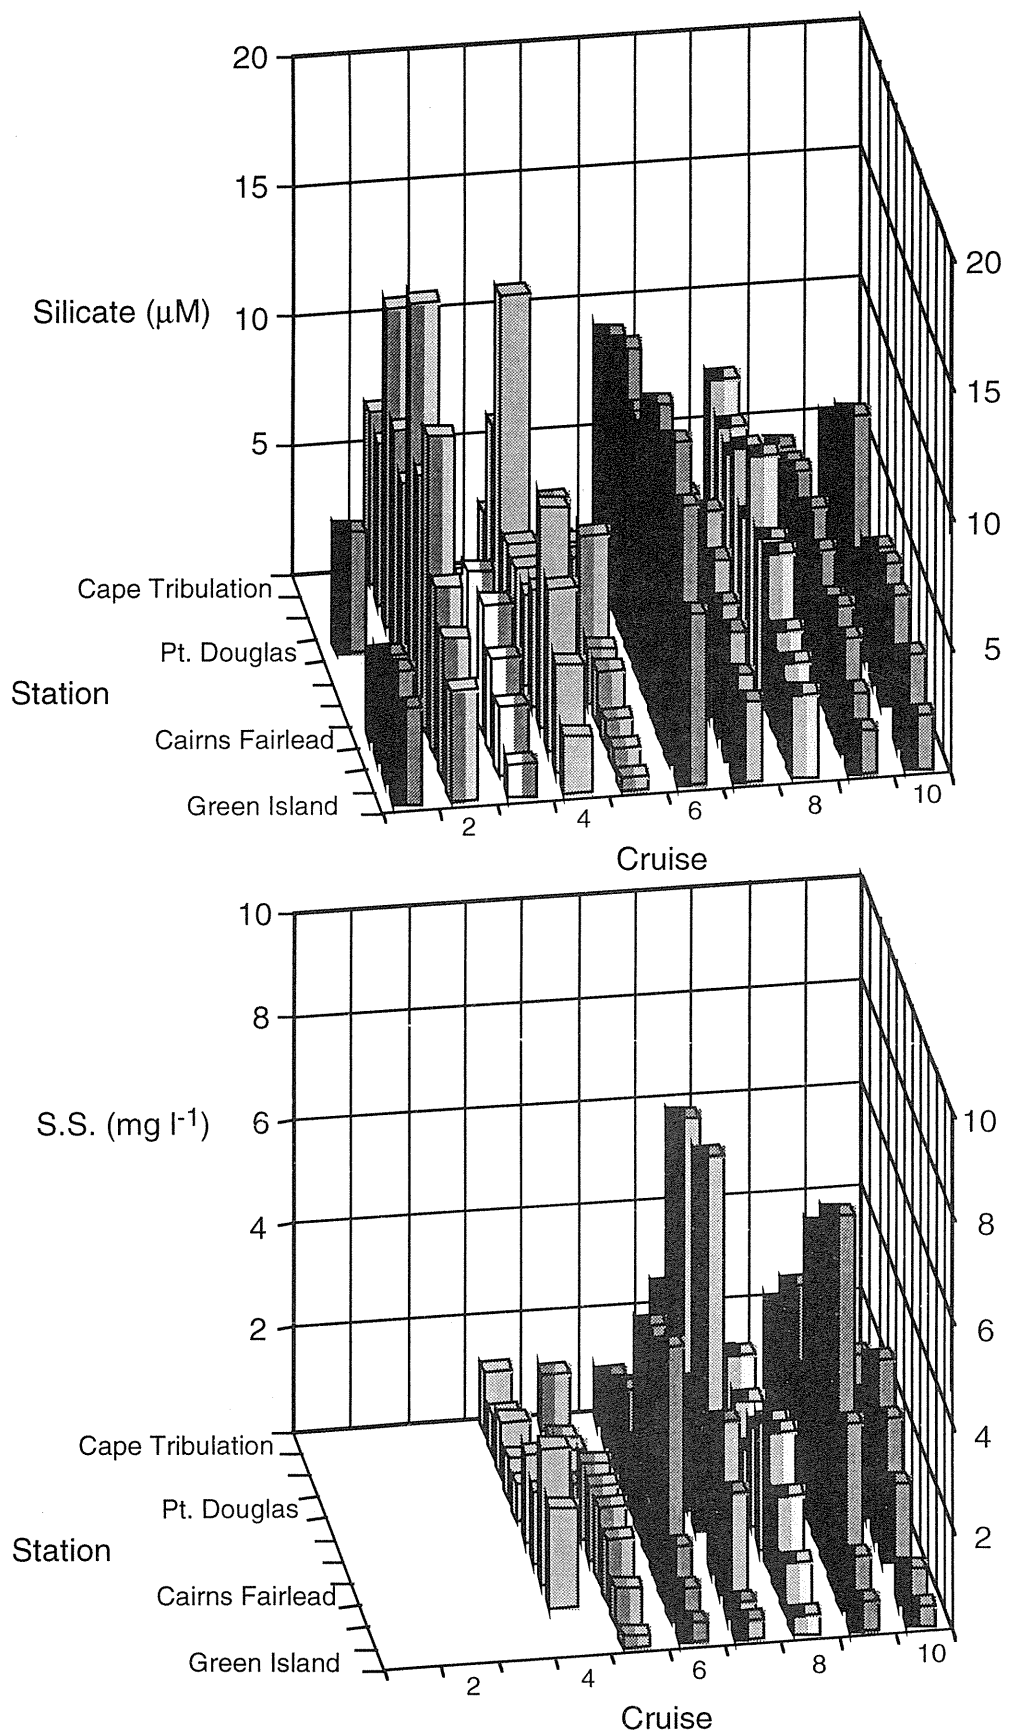 20
15
Silicate (µM)
10
5
20
15
10
5
Cape Tribulation
Pt. Douglas
Station
Cairns Fairlead
Green Island
2
4
6
8
10
Cruise
10
8
S.S. (mg l-1)
6
4
2
10
8
6
4
2
Cape Tribulation
Pt. Douglas
Station
Cairns Fairlead
Green Island
2
4
6
8
10
Cruise